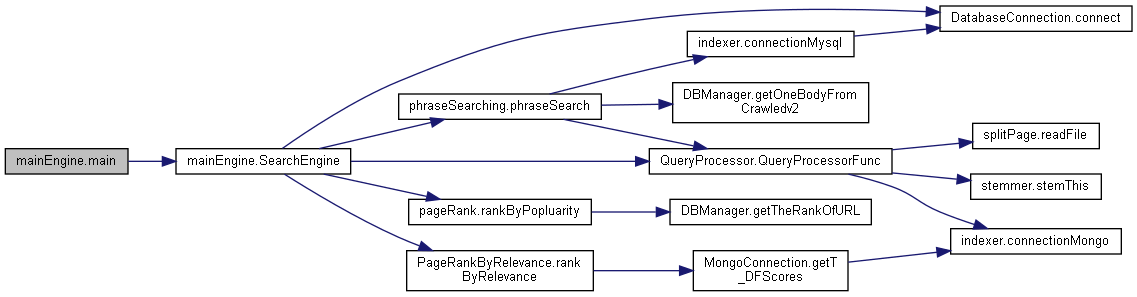 DatabaseConnection.connect
indexer.connectionMysql
DBManager.getOneBodyFrom
Crawledv2
phraseSearching.phraseSearch
splitPage.readFile
mainEngine.main
mainEngine.SearchEngine
QueryProcessor.QueryProcessorFunc
stemmer.stemThis
pageRank.rankByPopluarity
DBManager.getTheRankOfURL
indexer.connectionMongo
PageRankByRelevance.rank
ByRelevance
MongoConnection.getT
_DFScores